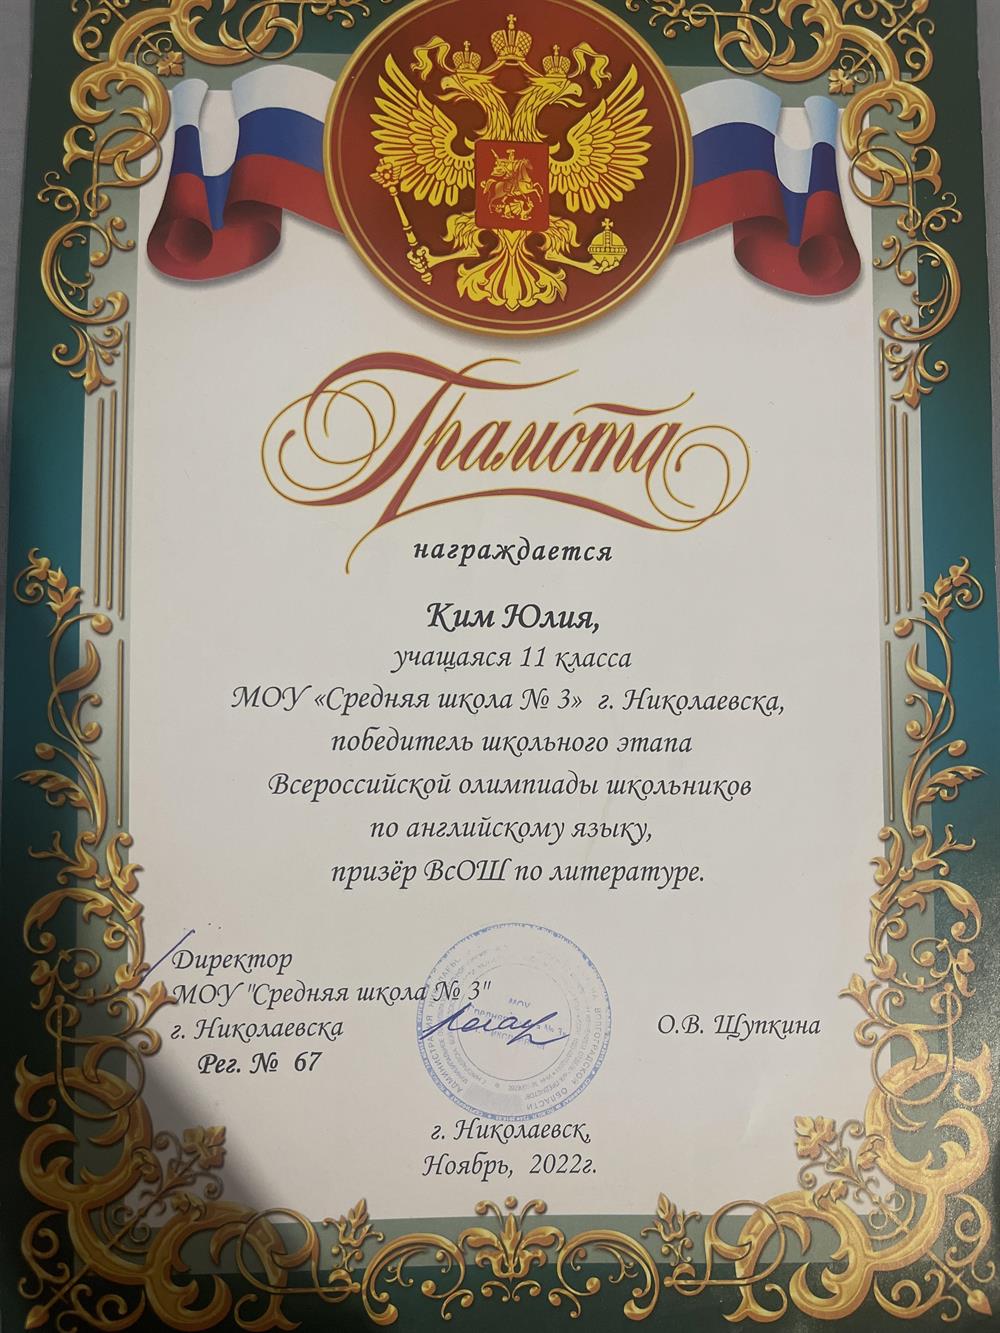 Грамота
награждается
Ким Юлия,
учащаяся 11 класса
МОУ «Средняя школа № 3» г. Николаевска,
победитель школьного этапа
Всероссийской олимпиады школьников
по английскому языку,
призёр ВсОШ по литературе.
Директор
МОУ "Средняя школа № 3"
г. Николаевска
О.В. Щупкина
Рег. № 67
г. Николаевск,
Ноябрь, 2022г.